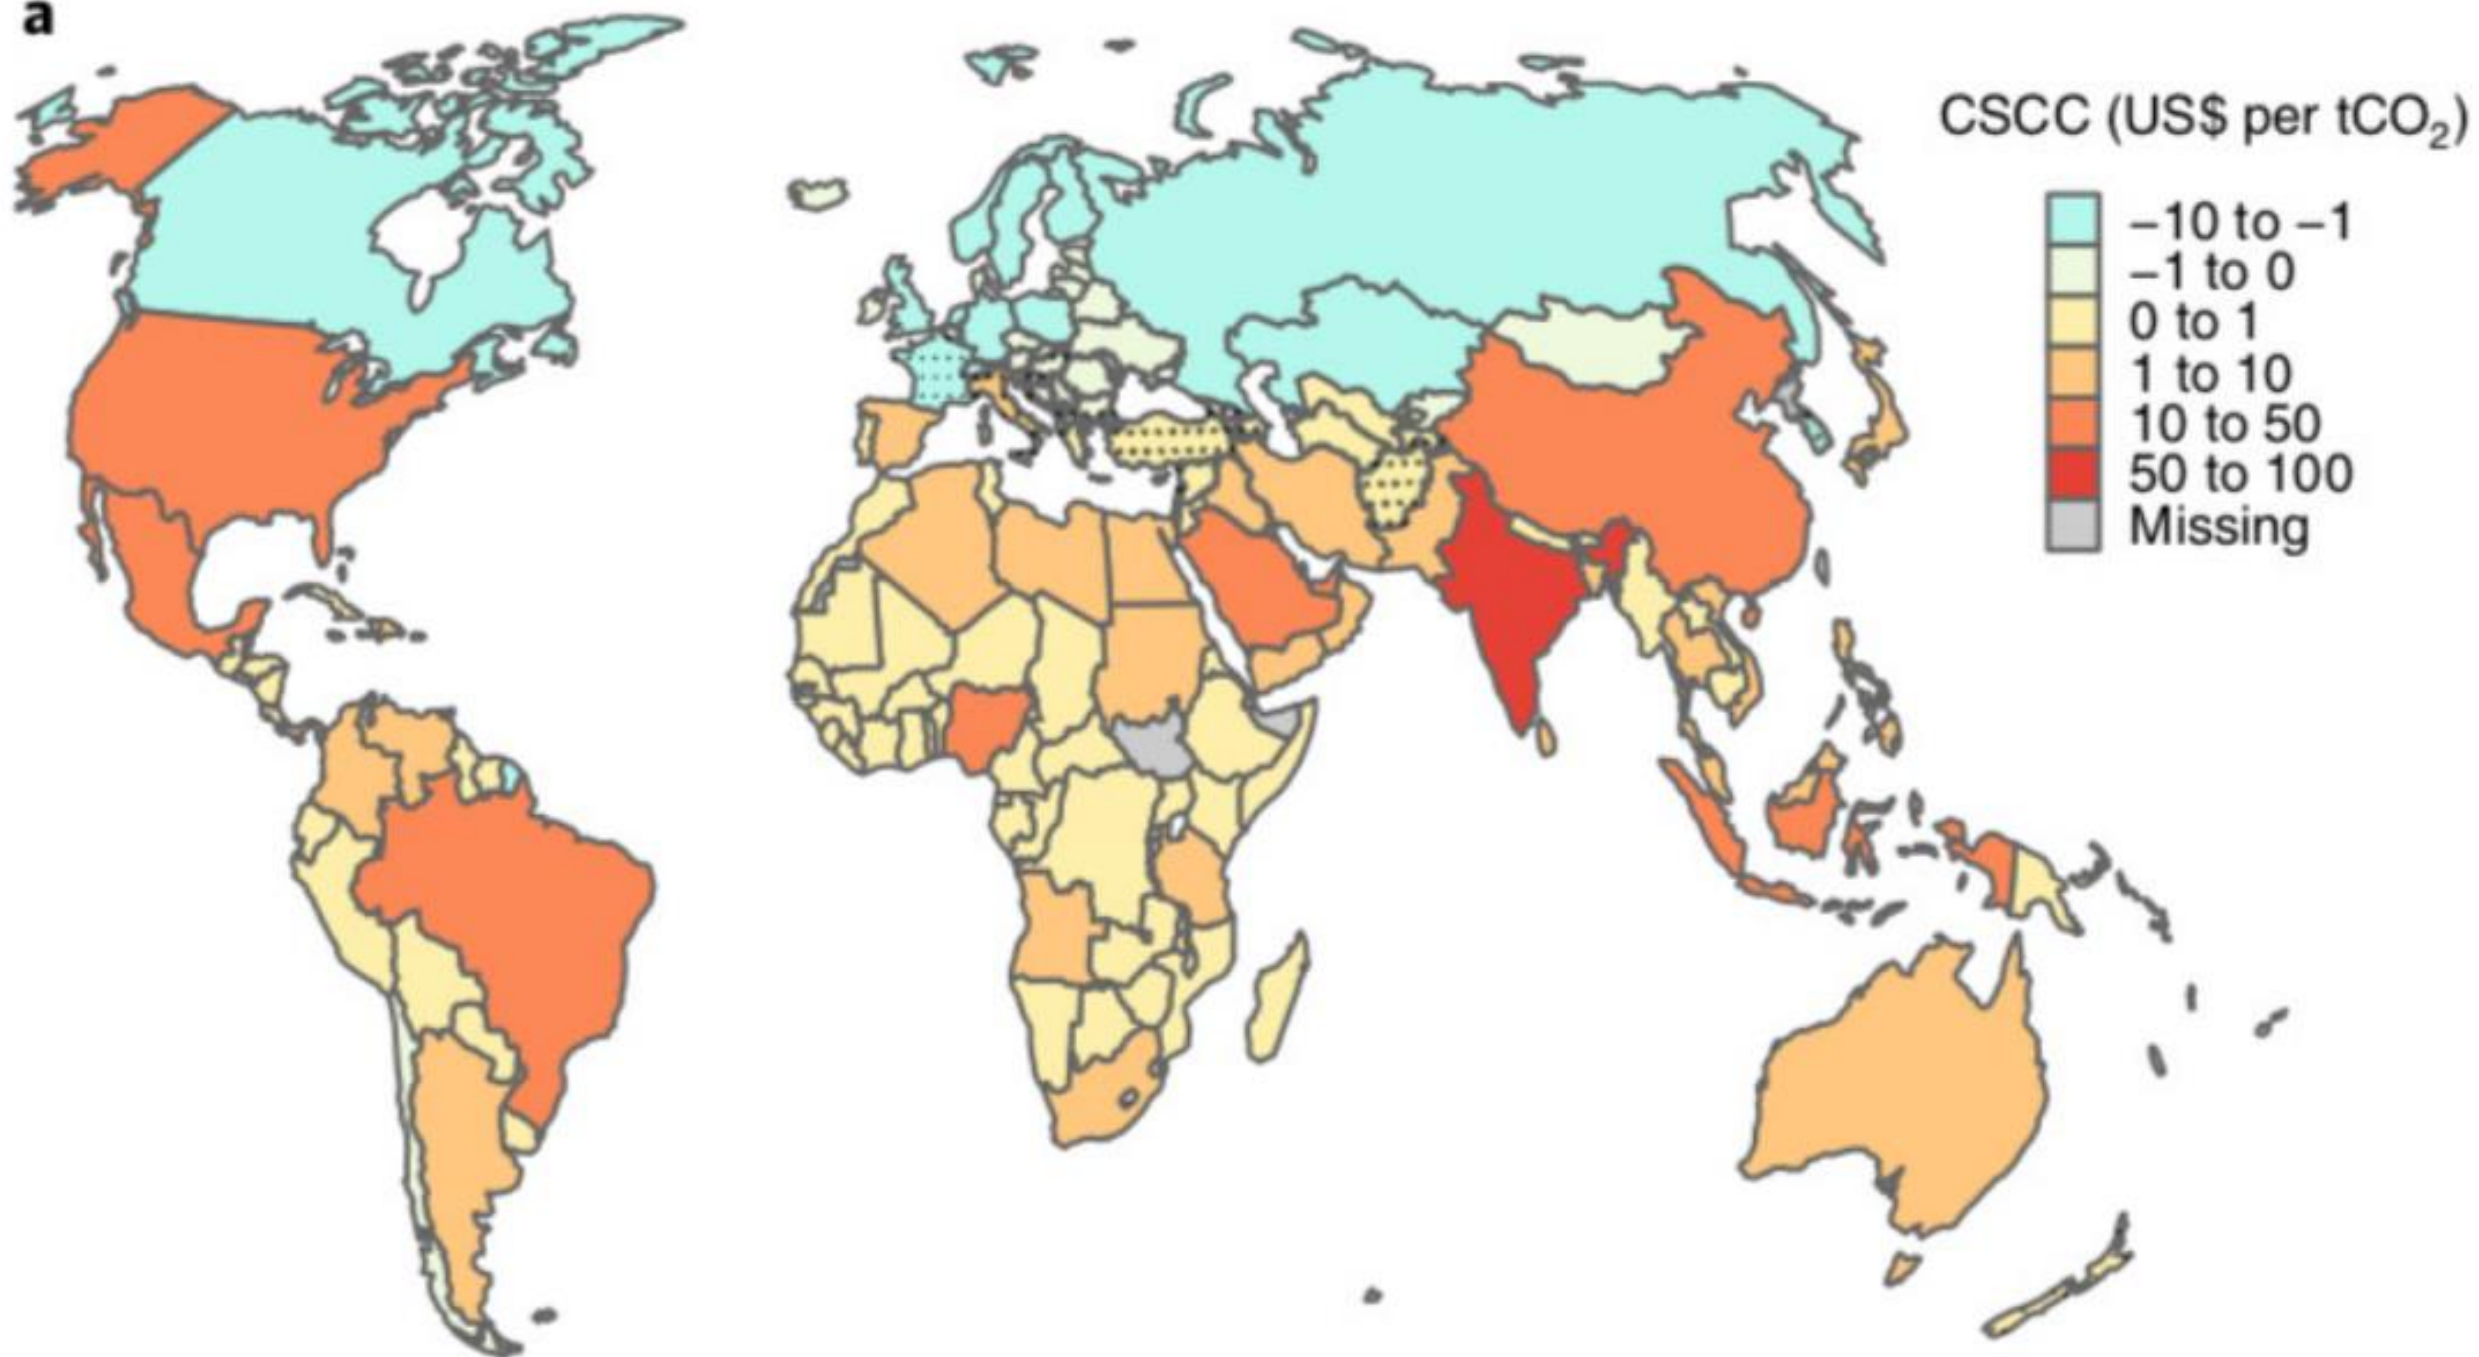 a
CSCC (US$ per tCO₂)
−10 to −1
−1 to 0
0 to 1
1 to 10
10 to 50
50 to 100
Missing